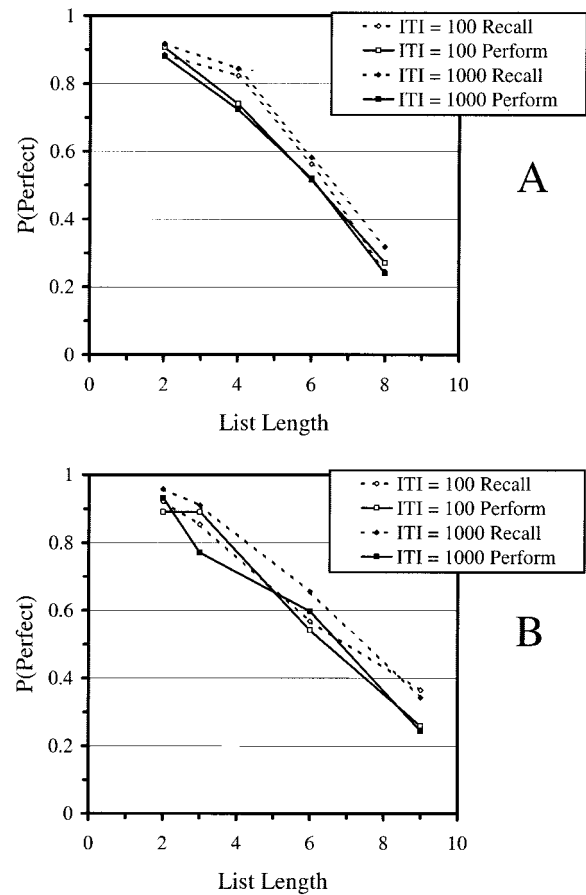 ITI = 100 Recall
ITI = 100 Perform
ITI = 1000 Recall
ITI = 1000 Perform
A
P(Perfect)
1
0.8
0.6
0.4
0.2
0
0 2 4 6 8 10
List Length
ITI = 100 Recall
ITI = 100 Perform
ITI = 1000 Recall
ITI = 1000 Perform
B
P(Perfect)
1
0.8
0.6
0.4
0.2
0
0 2 4 6 8 10
List Length